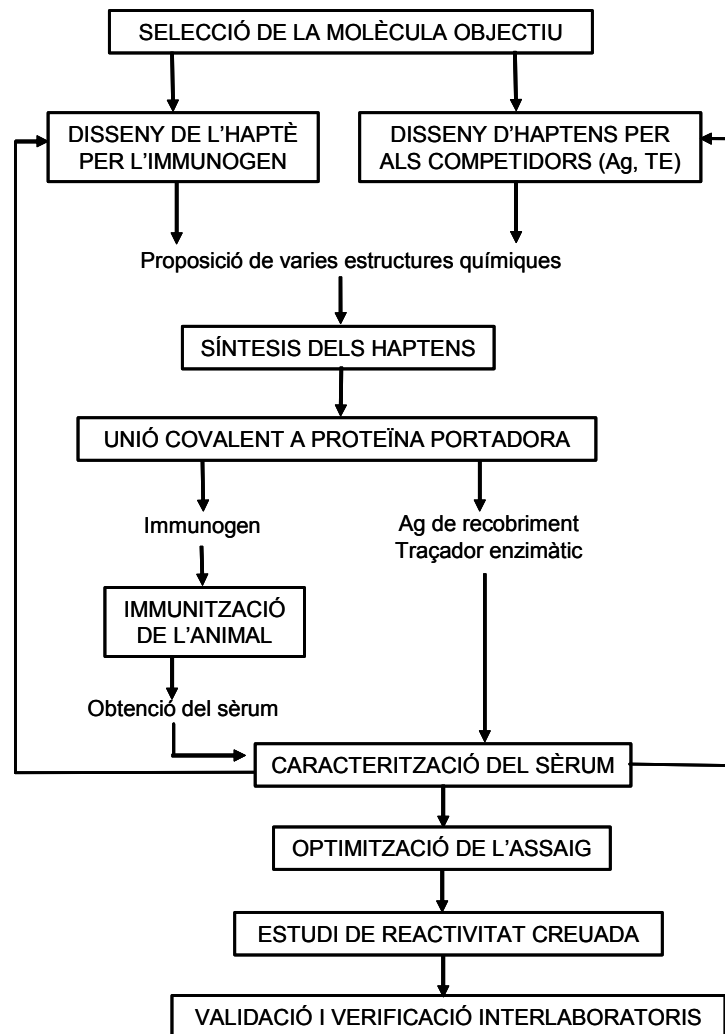 SELECCIÓ DE LA MOLÈCULA OBJECTIU
DISSENY DE L'HAPTÈ
PER L'IMMUNOGEN
DISSENY D'HAPTENS PER
ALS COMPETIDORS (Ag, TE)
Proposició de varies estructures químiques
SÍNTESIS DELS HAPTENS
UNIÓ COVALENT A PROTEÏNA PORTADORA
Immunogen
Ag de recobriment
Traçador enzimàtic
IMMUNITZACIÓ
DE L'ANIMAL
Obtenció del sèrum
CARACTERITZACIÓ DEL SÈRUM
OPTIMITZACIÓ DE L'ASSAIG
ESTUDI DE REACTIVITAT CREUADA
VALIDACIÓ I VERIFICACIÓ INTERLABORATORIS